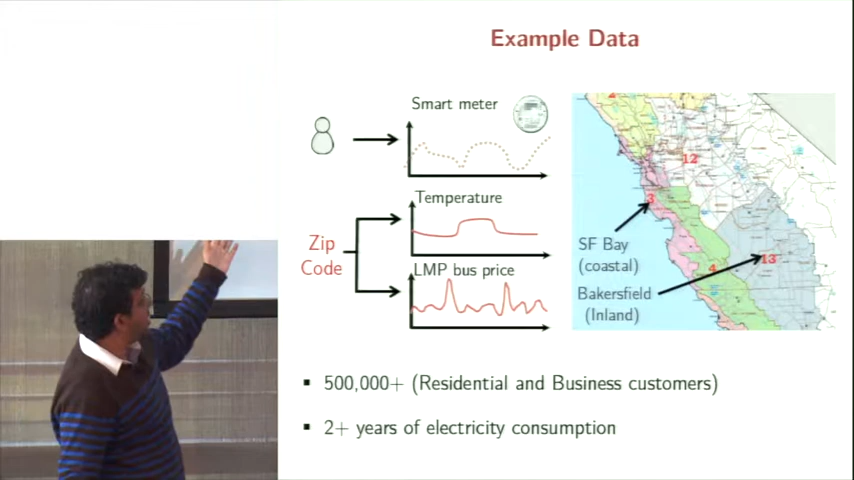 Example Data
Smart meter
Temperature
Zip
Code
LMP bus price
12
3
SF Bay
(coastal)
13
4
Bakersfield
(Inland)
▪ 500,000+ (Residential and Business customers)
▪ 2+ years of electricity consumption